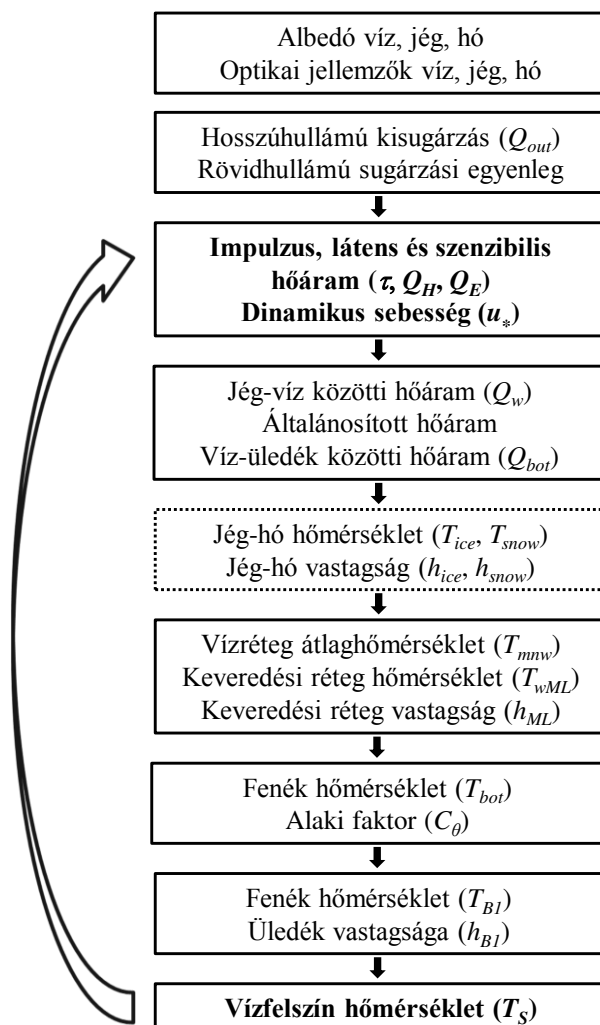 Albedó víz, jég, hó
Optikai jellemzők víz, jég, hó
Hosszúhullámú kisugárzás (Q_out)
Rövidhullámú sugárzási egyenleg
Impulzus, látens és szenzibilis
hőáram (τ, Q_H, Q_E)
Dinamikus sebesség (u_*)
Jég-víz közötti hőáram (Q_w)
Általánosított hőáram
Víz-üledék közötti hőáram (Q_bot)
Jég-hó hőmérséklet (T_ice, T_snow)
Jég-hó vastagság (h_ice, h_snow)
Vízréteg átlaghőmérséklet (T_mnw)
Keveredési réteg hőmérséklet (T_wML)
Keveredési réteg vastagság (h_ML)
Fenék hőmérséklet (T_bot)
Alaki faktor (C_θ)
Fenék hőmérséklet (T_B1)
Üledék vastagsága (h_B1)
Vízfelszín hőmérséklet (T_S)